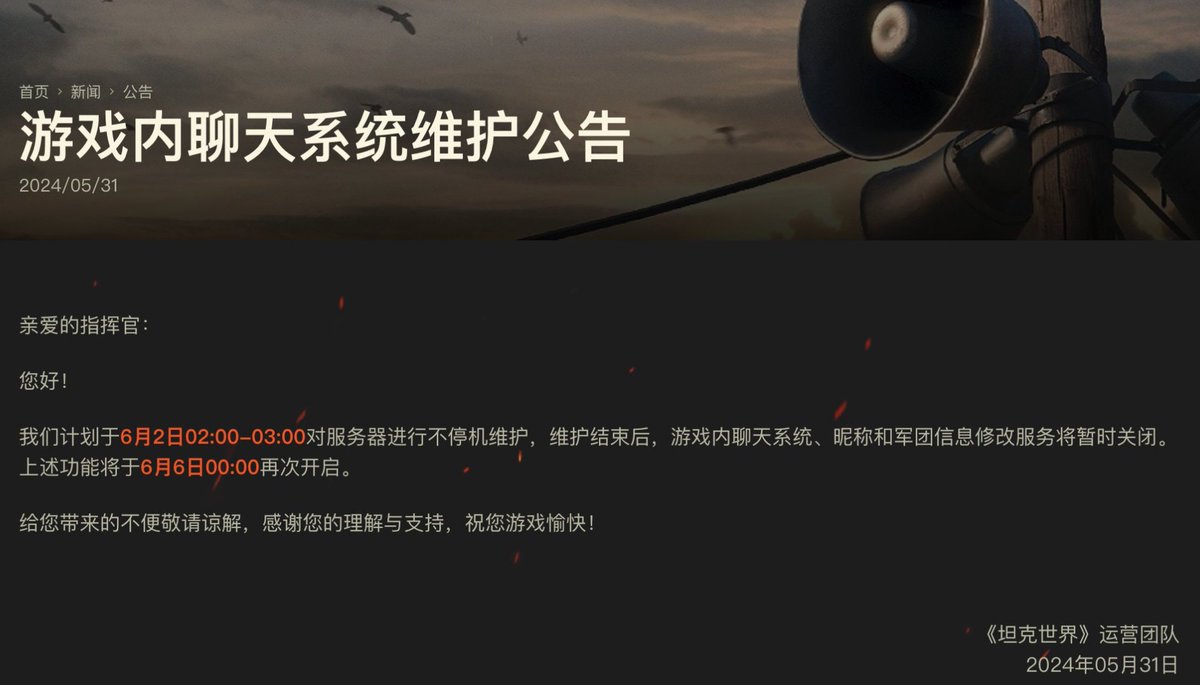 首页 › 新闻 › 公告
游戏内聊天系统维护公告
2024/05/31
亲爱的指挥官：
您好！
我们计划于6月2日02:00-03:00对服务器进行不停机维护，维护结束后，游戏内聊天系统、昵称和军团信息修改服务将暂时关闭。
上述功能将于6月6日00:00再次开启。
给您带来的不便敬请谅解，感谢您的理解与支持，祝您游戏愉快！
《坦克世界》运营团队
2024年05月31日